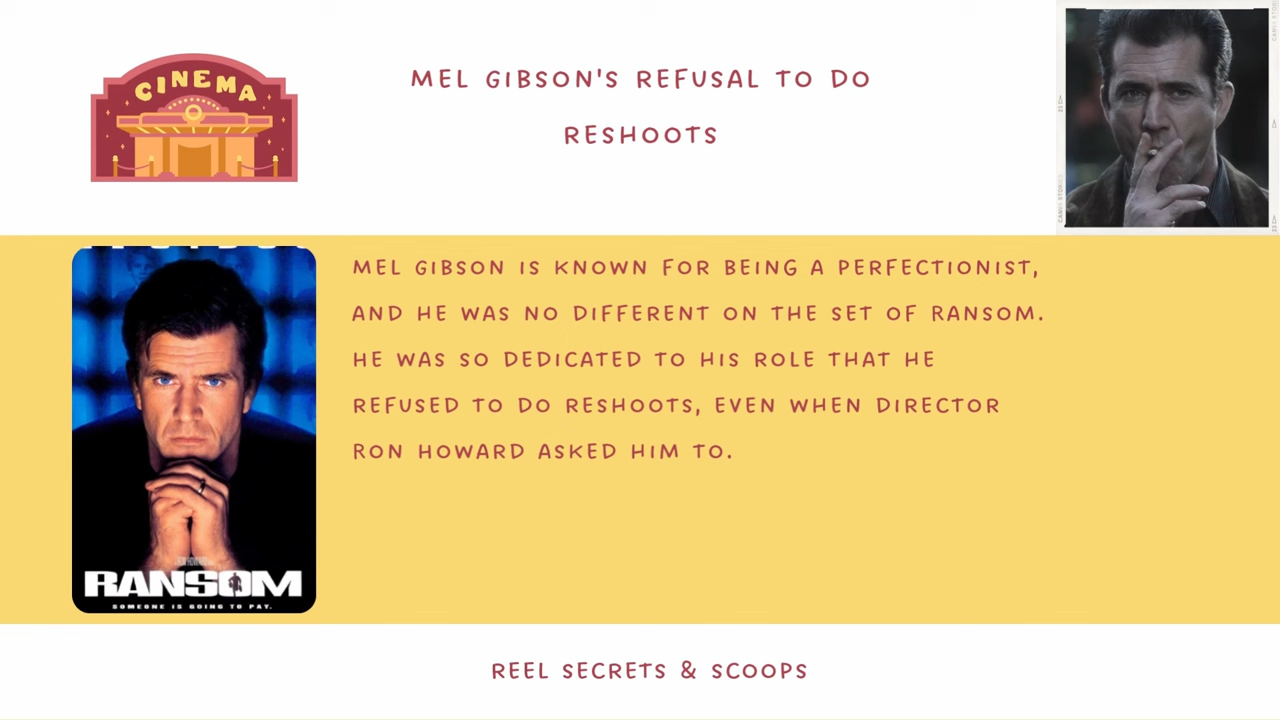 CINEMA
MEL GIBSON'S REFUSAL TO DO
RESHOOTS
MEL GIBSON IS KNOWN FOR BEING A PERFECTIONIST,
AND HE WAS NO DIFFERENT ON THE SET OF RANSOM.
HE WAS SO DEDICATED TO HIS ROLE THAT HE
REFUSED TO DO RESHOOTS, EVEN WHEN DIRECTOR
RON HOWARD ASKED HIM TO.
RANSOM
SOMEONE IS GOING TO PAY.
REEL SECRETS & SCOOPS